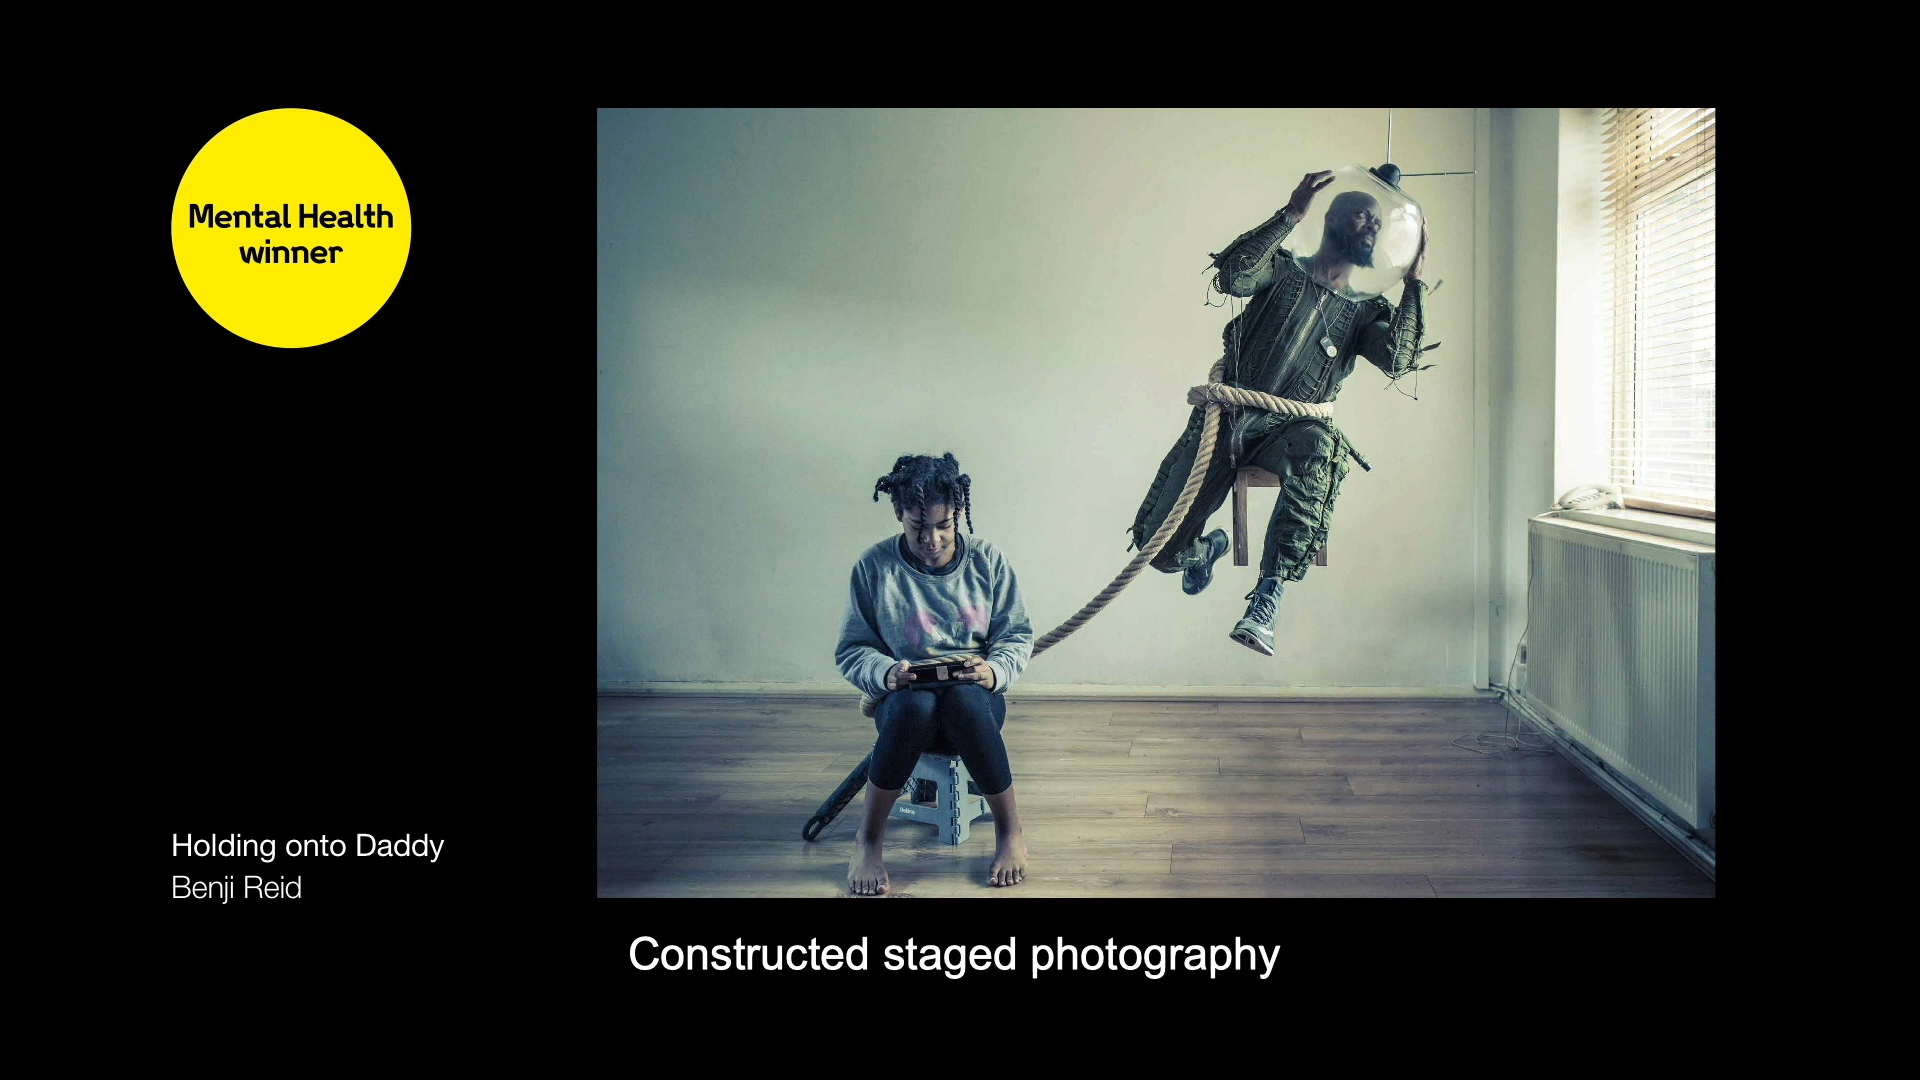 Mental Health
winner
Holding onto Daddy
Benji Reid
Constructed staged photography